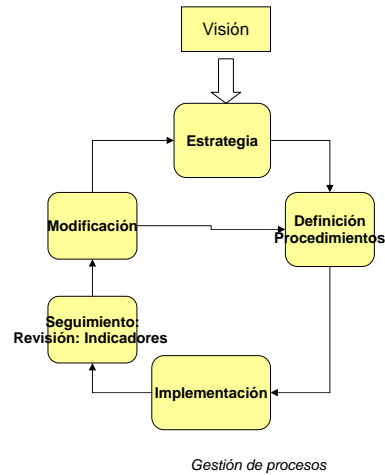 Visión
Estrategia
Modificación
Definición
Procedimientos
Seguimiento:
Revisión: Indicadores
Implementación
Gestión de procesos